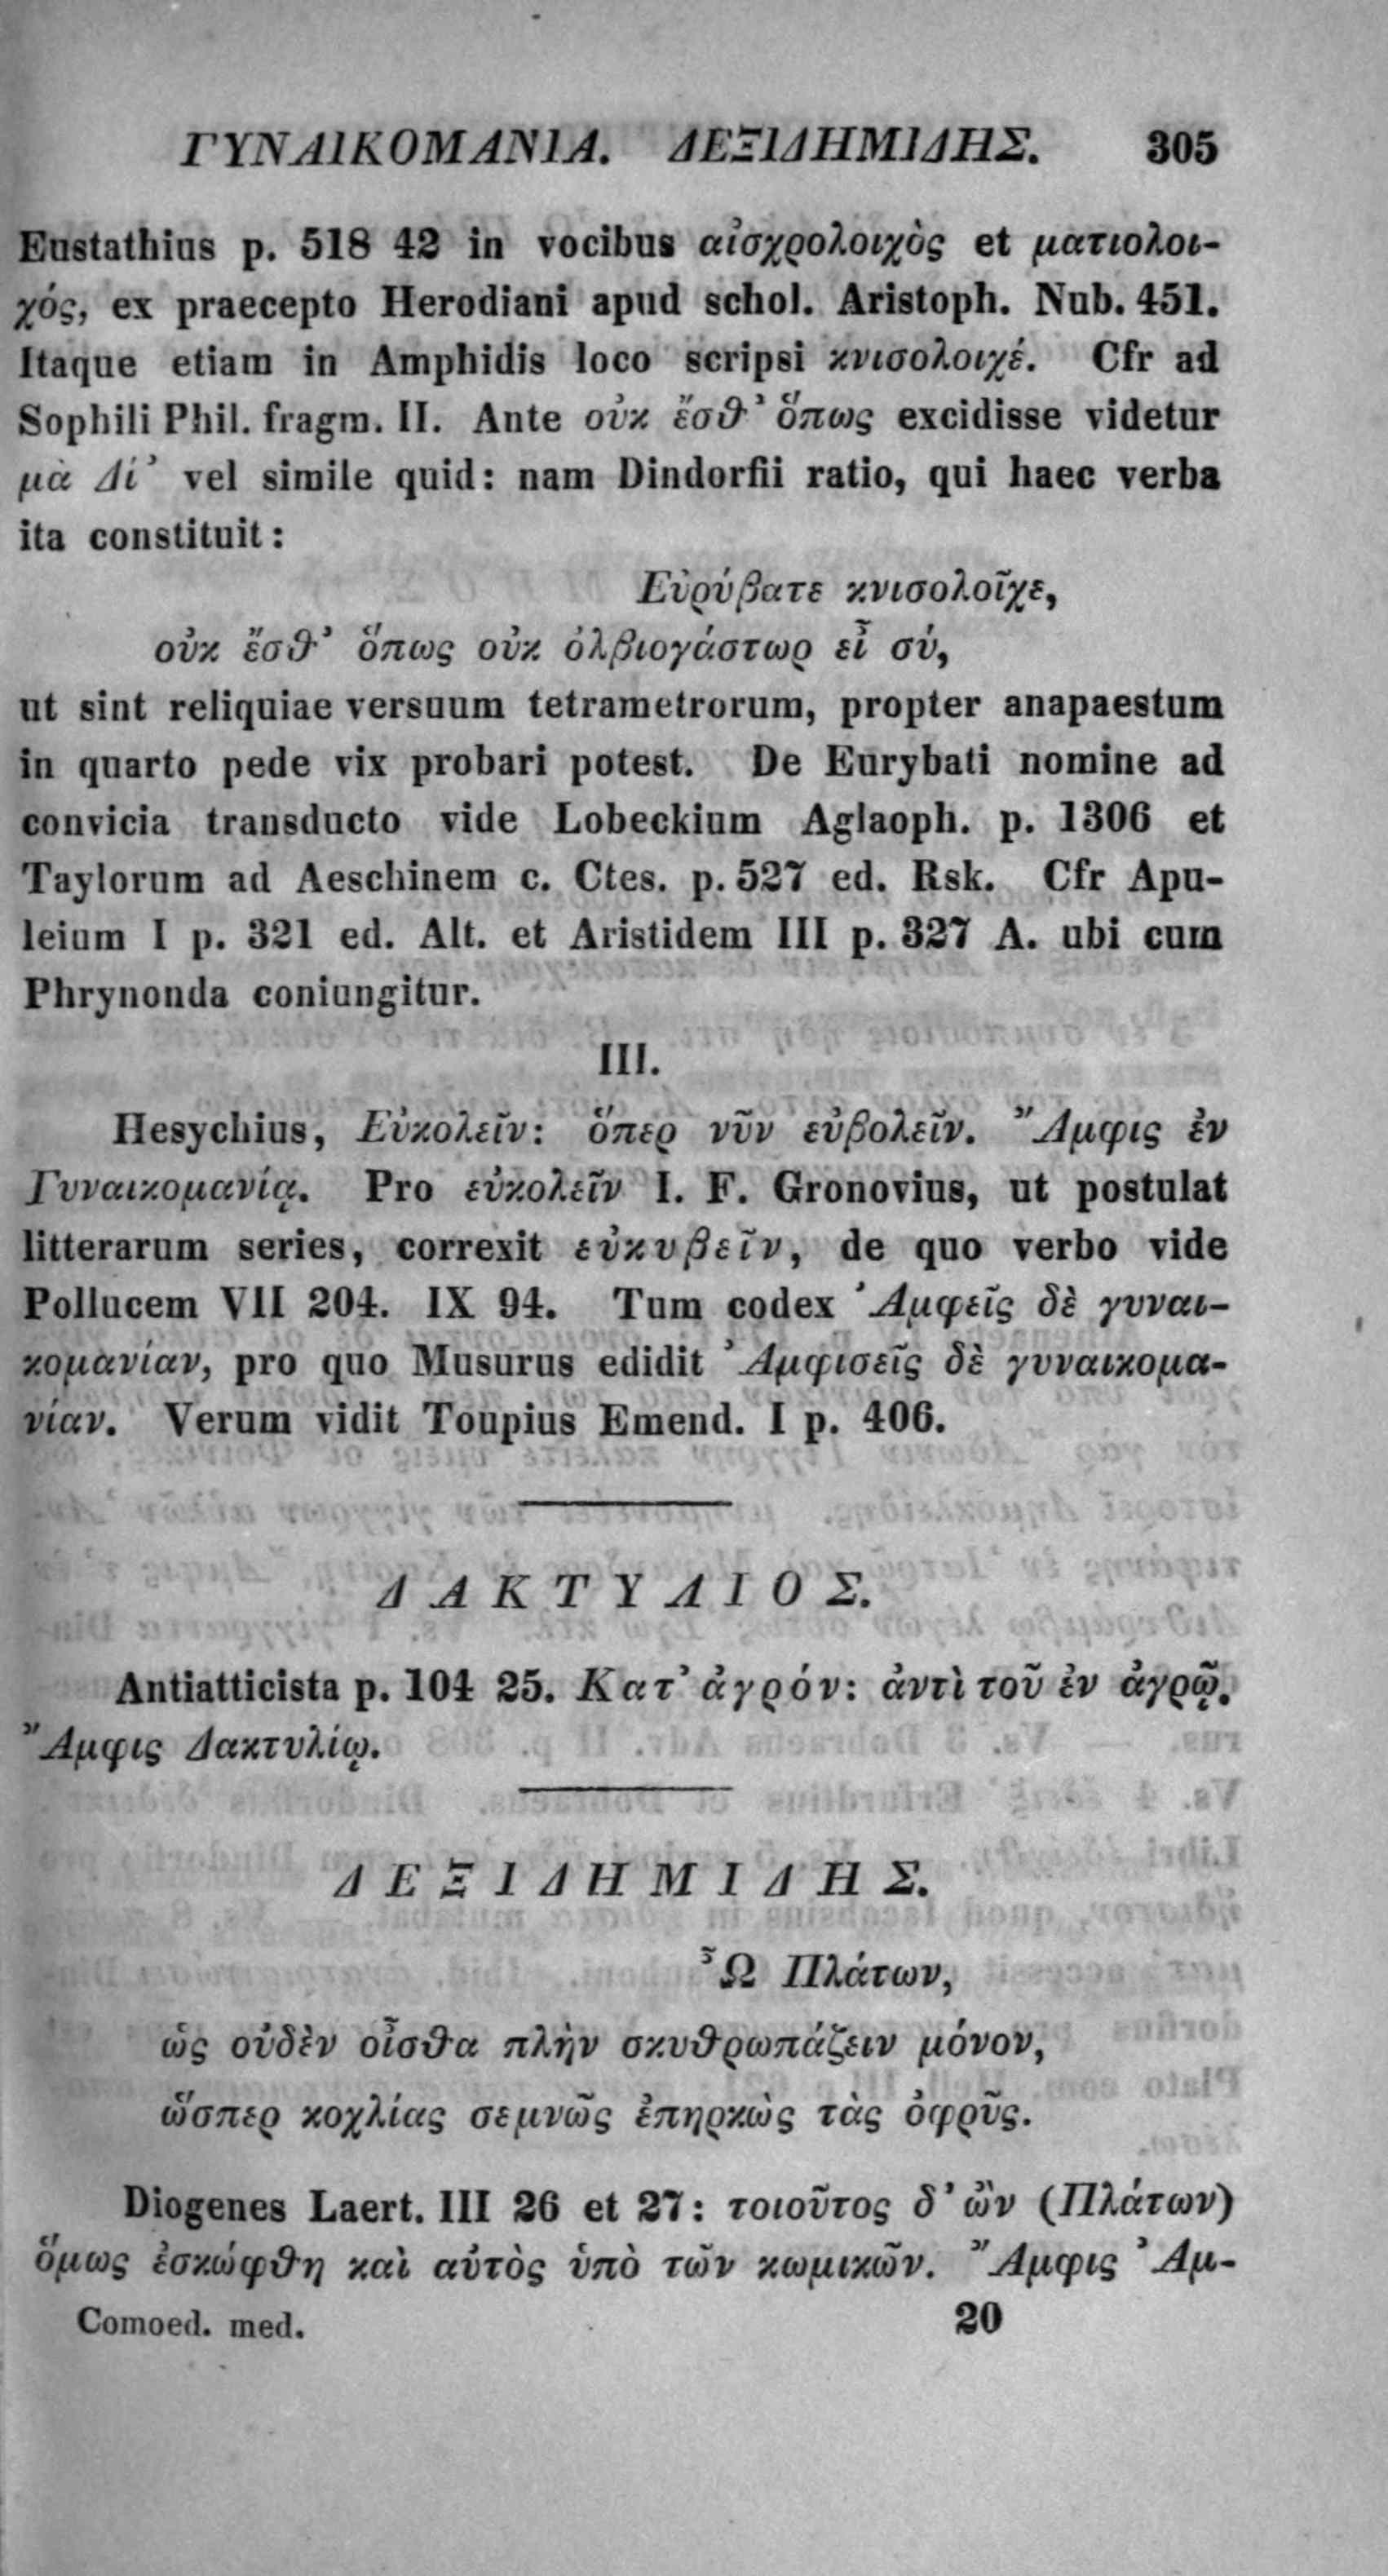 ΓΥΝΑΙΚΟΜΑΝΙΑ. ΔΕΞΙΔΗΜΙΔΗΣ. 305
Eustathius p. 518 42 in vocibus αἰσχρολοιχὸς et ματιολοι-
χός, ex praecepto Herodiani apud schol. Aristoph. Nub. 451.
Itaque etiam in Amphidis loco scripsi κνισολοιχέ. Cfr ad
Sophili Phil. fragm. II. Ante οὐκ ἔσθ᾽ ὅπως excidisse videtur
μὰ Δί᾽ vel simile quid: nam Dindorfii ratio, qui haec verba
ita constituit:
Εὐρύβατε κνισολοῖχε,
οὐκ ἔσθ᾽ ὅπως οὐκ ὀλβιογάστωρ εἶ σύ,
ut sint reliquiae versuum tetrametrorum, propter anapaestum
in quarto pede vix probari potest. De Eurybati nomine ad
convicia transducto vide Lobeckium Aglaoph. p. 1306 et
Taylorum ad Aeschinem c. Ctes. p. 527 ed. Rsk. Cfr Apu-
leium I p. 321 ed. Alt. et Aristidem III p. 327 A. ubi cum
Phrynonda coniungitur.
III.
Hesychius, Εὐκολεῖν: ὅπερ νῦν εὐβολεῖν. Ἄμφις ἐν
Γυναικομανίᾳ. Pro εὐκολεῖν I. F. Gronovius, ut postulat
litterarum series, correxit εὐκυβεῖν, de quo verbo vide
Pollucem VII 204. IX 94. Tum codex Ἀμφεῖς δὲ γυναι-
κομανίαν, pro quo Musurus edidit Ἀμφισεῖς δὲ γυναικομα-
νίαν. Verum vidit Toupius Emend. I p. 406.
ΔΑΚΤΥΛΙΟΣ.
Antiatticista p. 104 25. Κατ᾽ ἀγρόν: ἀντὶ τοῦ ἐν ἀγρῷ.
Ἄμφις Δακτυλίῳ.
ΔΕΞΙΔΗΜΙΔΗΣ.
Ὦ Πλάτων,
ὡς οὐδὲν οἶσθα πλὴν σκυθρωπάζειν μόνον,
ὥσπερ κοχλίας σεμνῶς ἐπηρκὼς τὰς ὀφρῦς.
Diogenes Laert. III 26 et 27: τοιοῦτος δ᾽ ὢν (Πλάτων)
ὅμως ἐσκώφθη καὶ αὐτὸς ὑπὸ τῶν κωμικῶν. Ἄμφις Ἀμ-
Comoed. med. 20